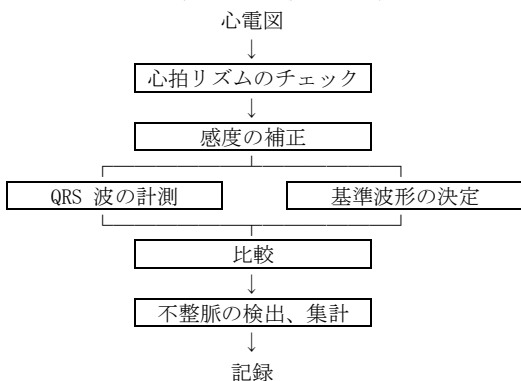 心電図
↓
心拍リズムのチェック
↓
感度の補正
QRS 波の計測 基準波形の決定
比較
↓
不整脈の検出、集計
↓
記録